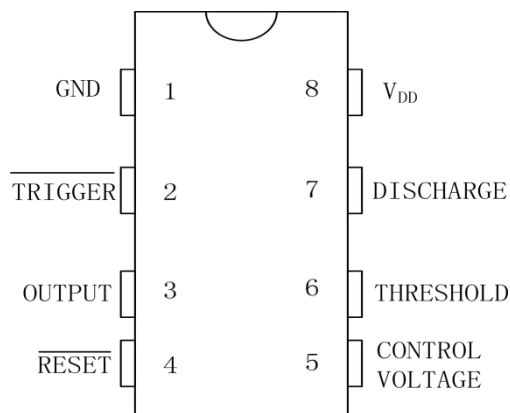 GND 1 8 VDD
TRIGGER 2 7 DISCHARGE
OUTPUT 3 6 THRESHOLD
RESET 4 5 CONTROL
VOLTAGE